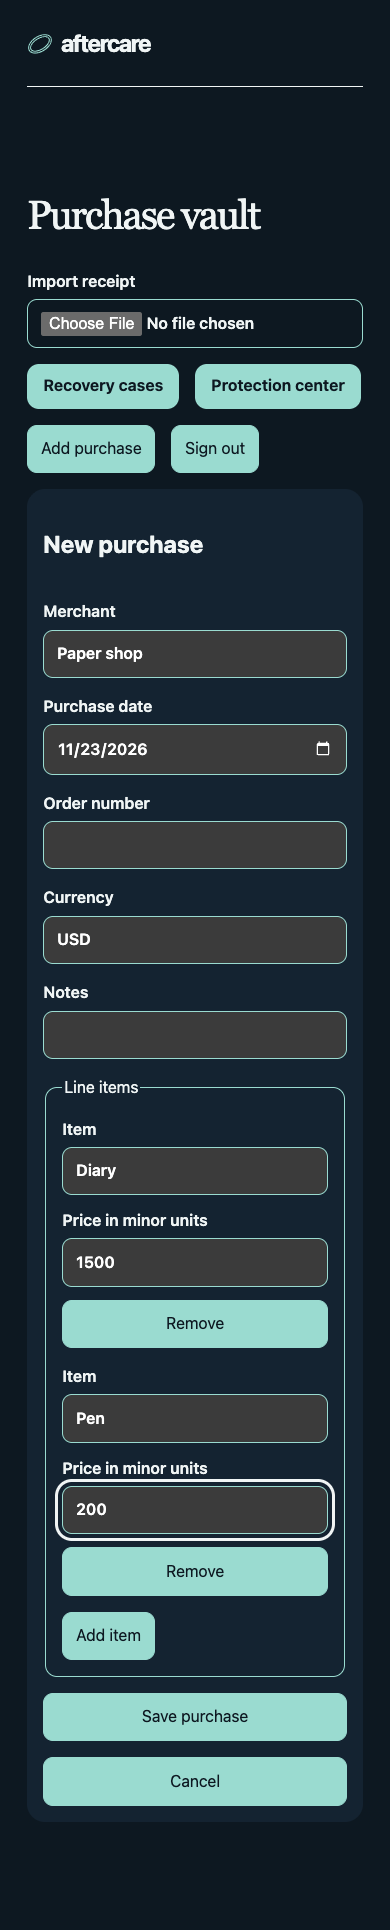 aftercare
Purchase vault
Import receipt
Choose File No file chosen
Recovery cases
Protection center
Add purchase
Sign out
New purchase
Merchant
Paper shop
Purchase date
11/23/2026
Order number
Currency
USD
Notes
Line items
Item
Diary
Price in minor units
1500
Remove
Item
Pen
Price in minor units
200
Remove
Add item
Save purchase
Cancel